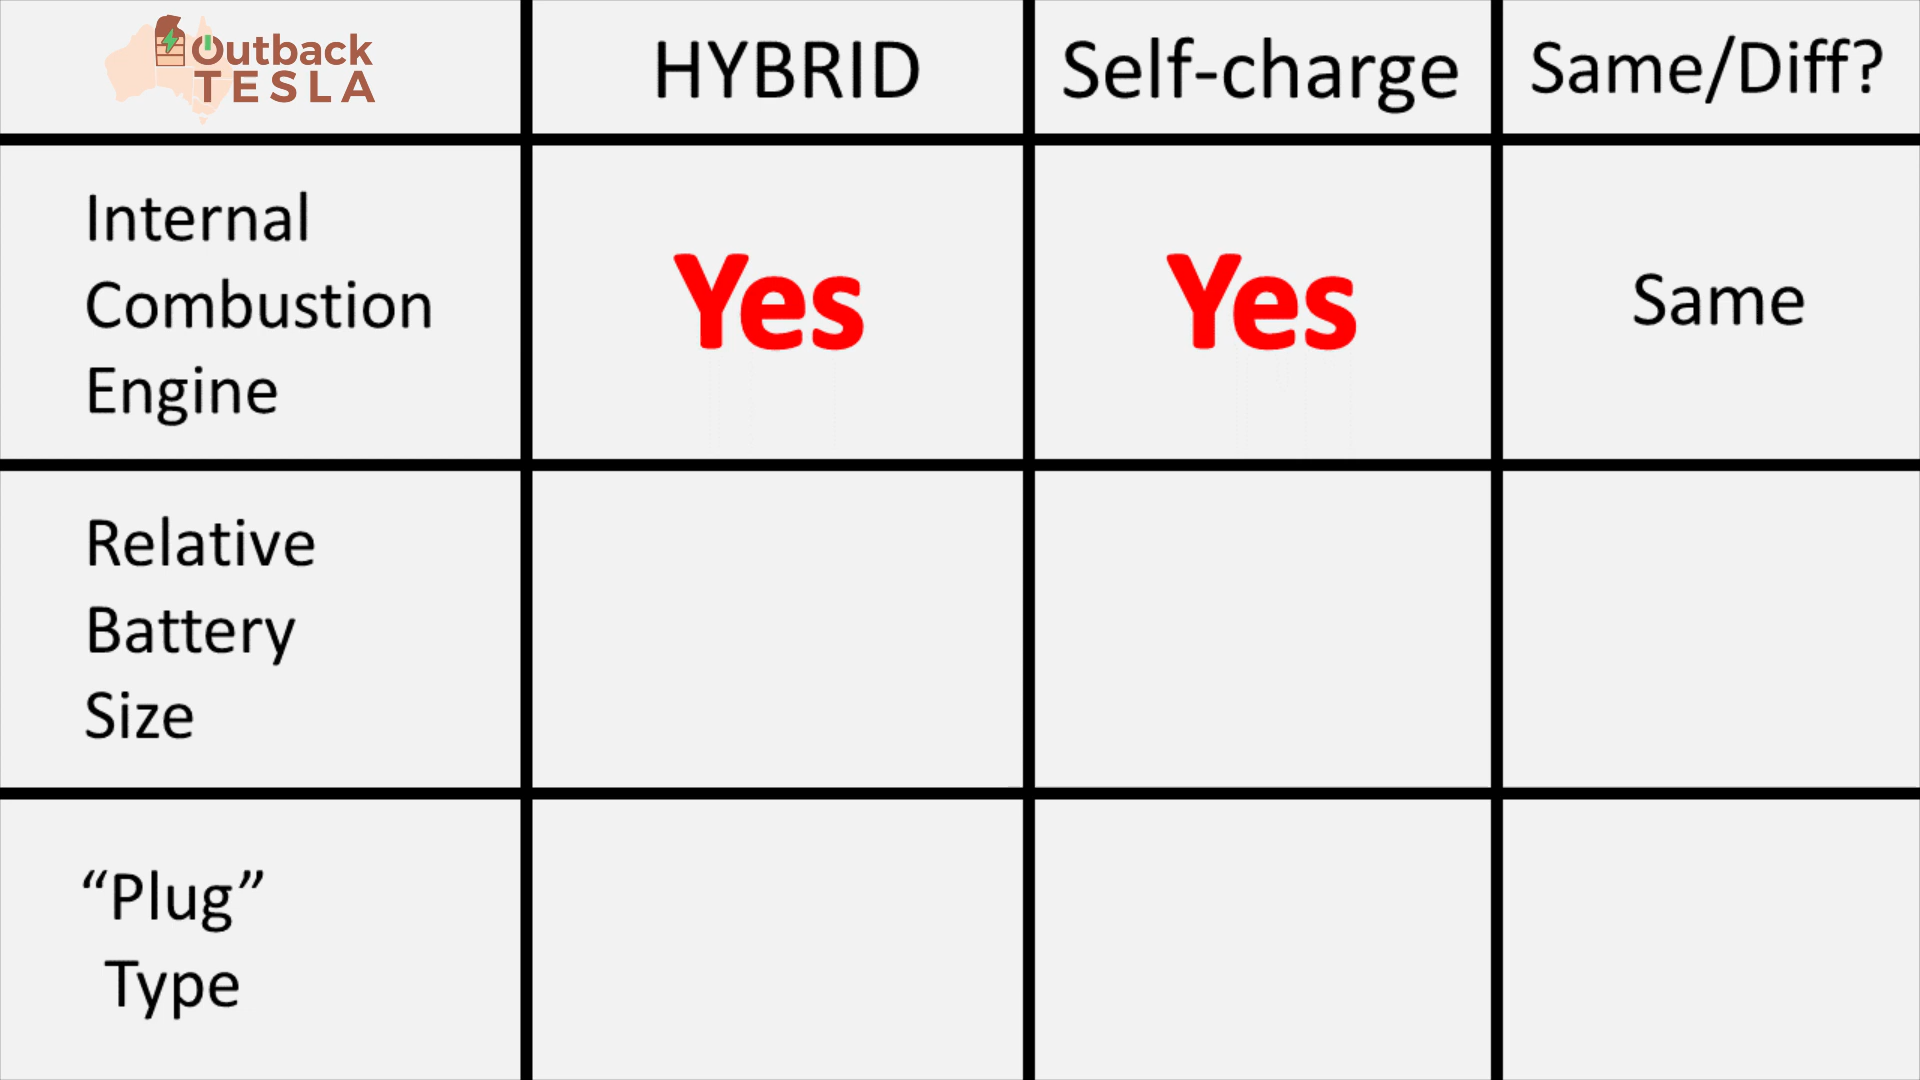 Outback
TESLA
HYBRID
Self-charge
Same/Diff?
Internal
Combustion
Engine
Yes
Yes
Same
Relative
Battery
Size
“Plug”
Type